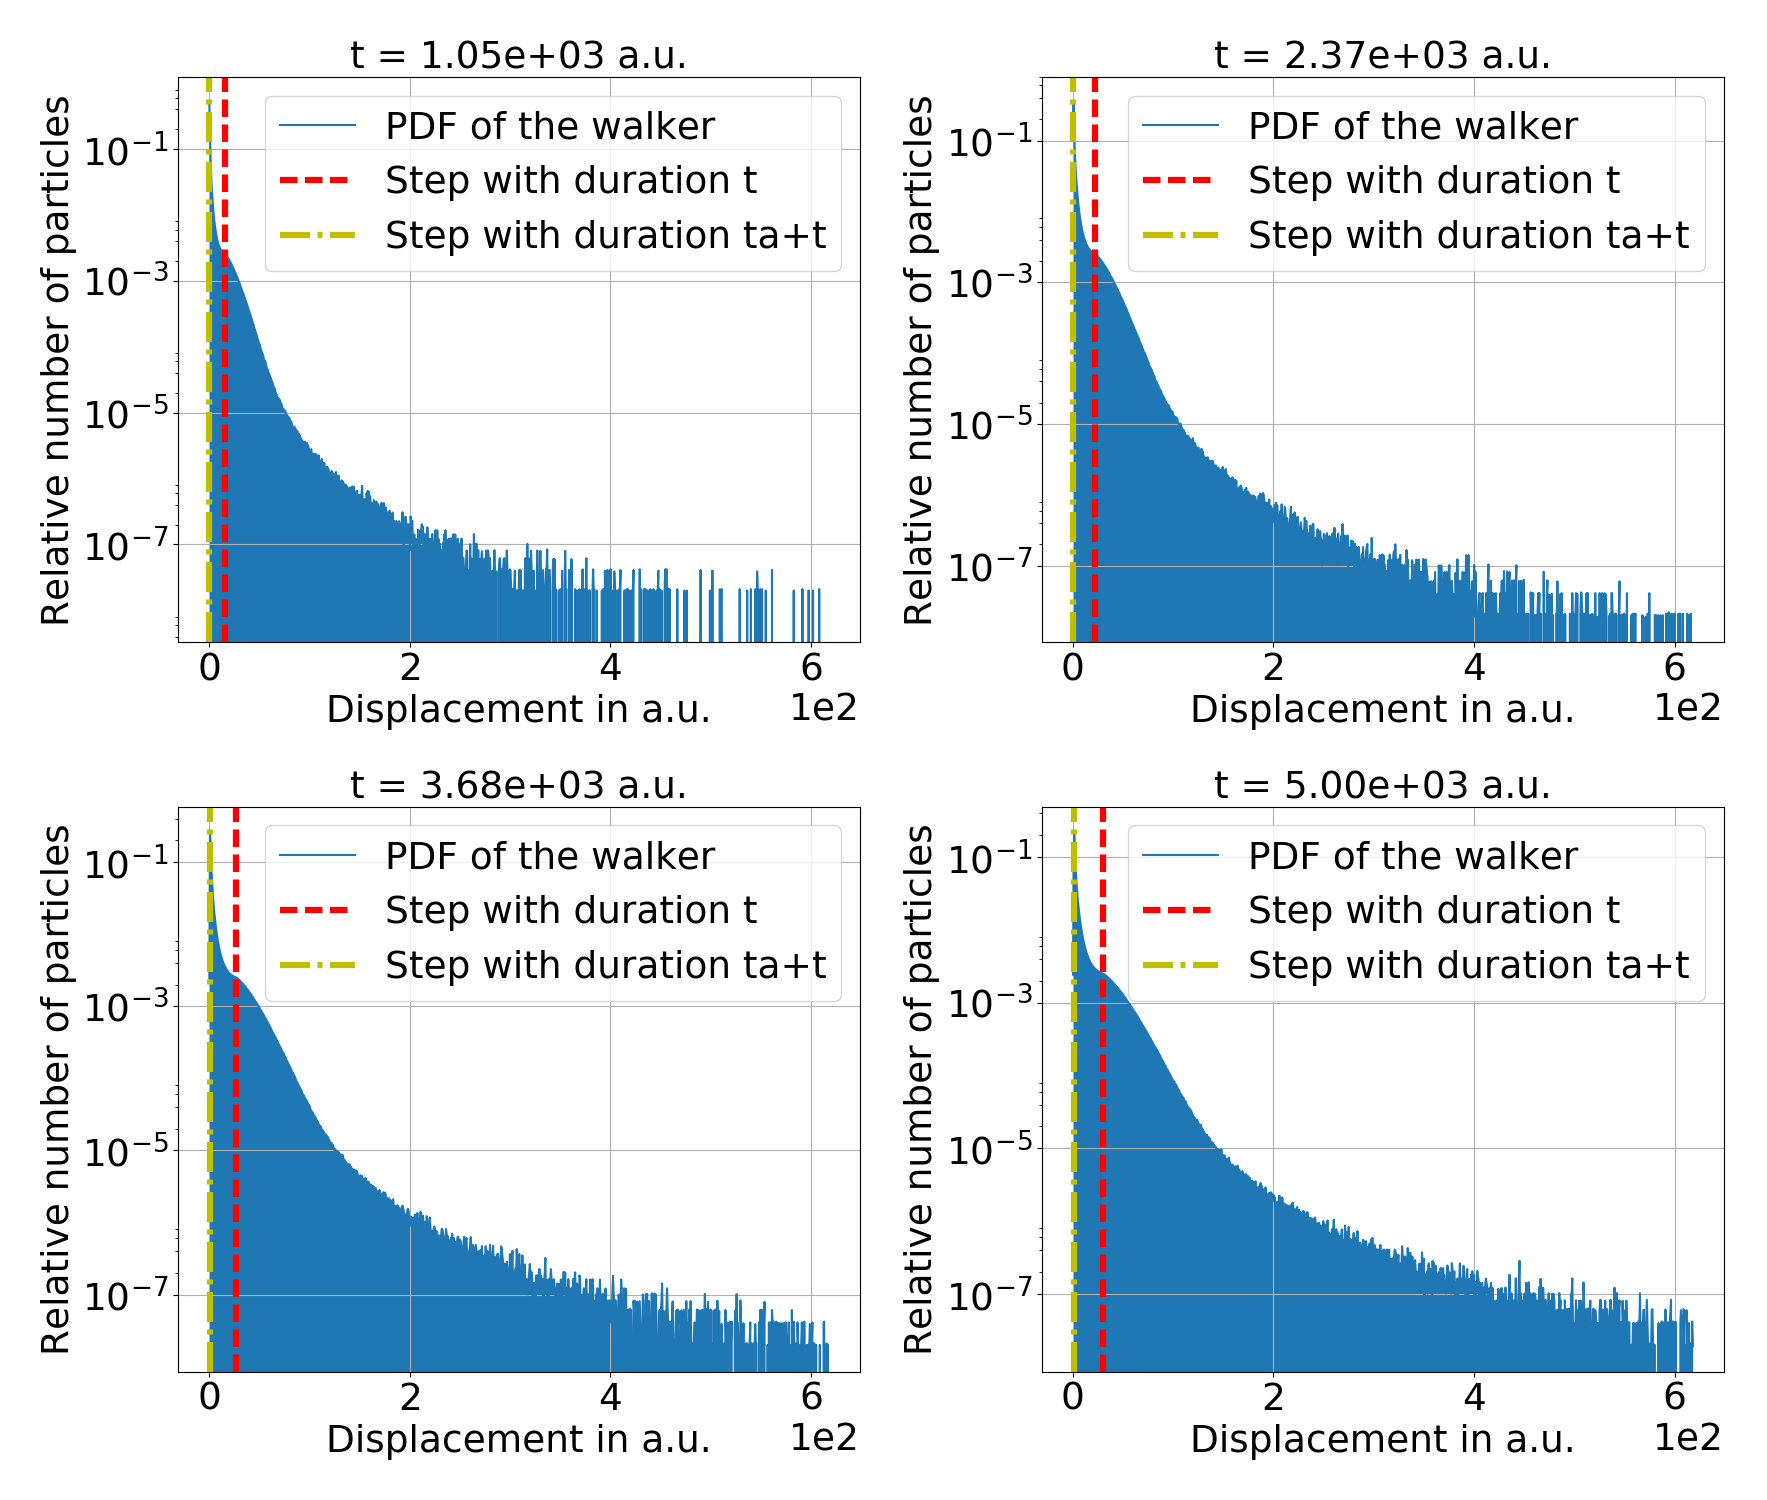 t = 1.05e+03 a.u.
Relative number of particles
10⁻¹
10⁻³
10⁻⁵
10⁻⁷
PDF of the walker
Step with duration t
Step with duration ta+t
0 2 4 6
Displacement in a.u. 1e2
t = 2.37e+03 a.u.
Relative number of particles
10⁻¹
10⁻³
10⁻⁵
10⁻⁷
PDF of the walker
Step with duration t
Step with duration ta+t
0 2 4 6
Displacement in a.u. 1e2
t = 3.68e+03 a.u.
Relative number of particles
10⁻¹
10⁻³
10⁻⁵
10⁻⁷
PDF of the walker
Step with duration t
Step with duration ta+t
0 2 4 6
Displacement in a.u. 1e2
t = 5.00e+03 a.u.
Relative number of particles
10⁻¹
10⁻³
10⁻⁵
10⁻⁷
PDF of the walker
Step with duration t
Step with duration ta+t
0 2 4 6
Displacement in a.u. 1e2